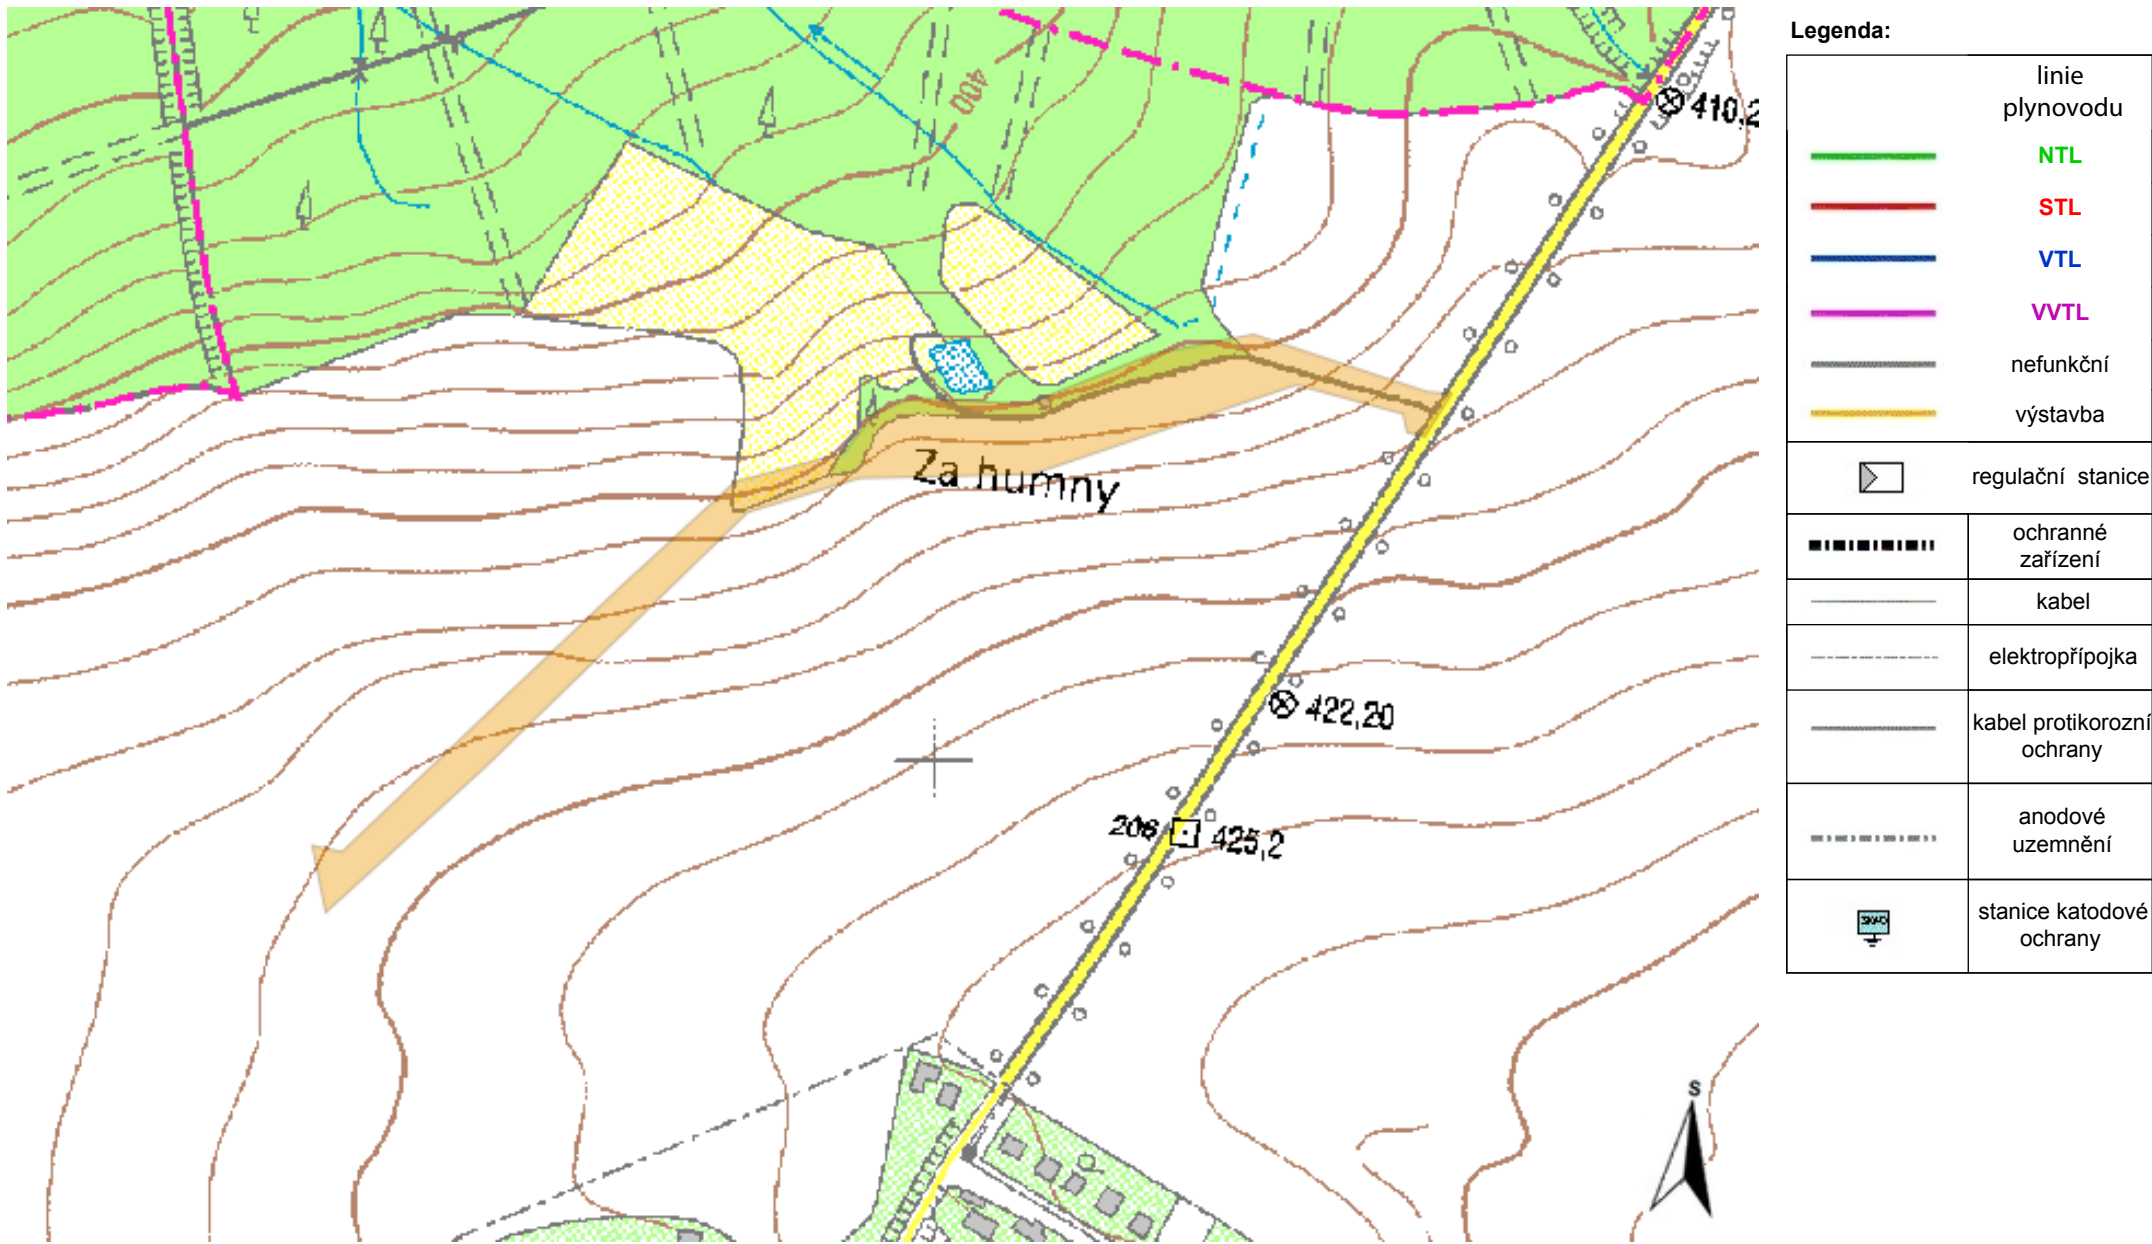 400
410,2
Za humny
422,20
206
425,2
S
Legenda:
linie
plynovodu
NTL
STL
VTL
VVTL
nefunkční
výstavba
regulační stanice
ochranné
zařízení
kabel
elektropřípojka
kabel protikorozní
ochrany
anodové
uzemnění
stanice katodové
ochrany